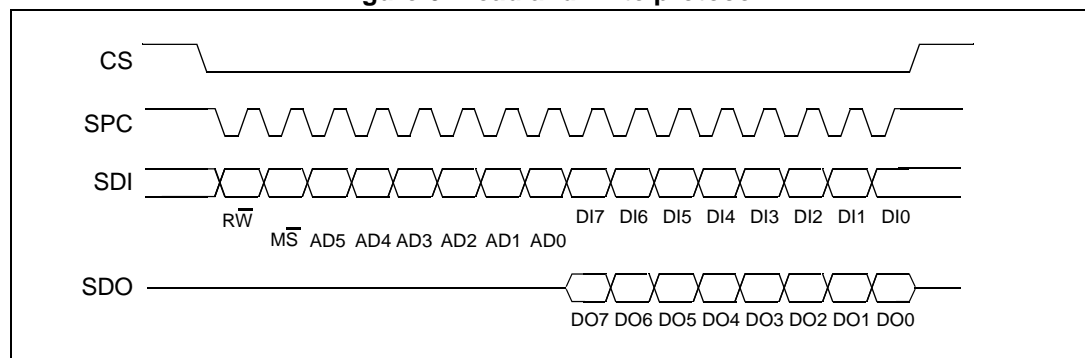 CS
SPC
SDI
RW̅
DI7 DI6 DI5 DI4 DI3 DI2 DI1 DI0
MS̅ AD5 AD4 AD3 AD2 AD1 AD0
SDO
DO7 DO6 DO5 DO4 DO3 DO2 DO1 DO0